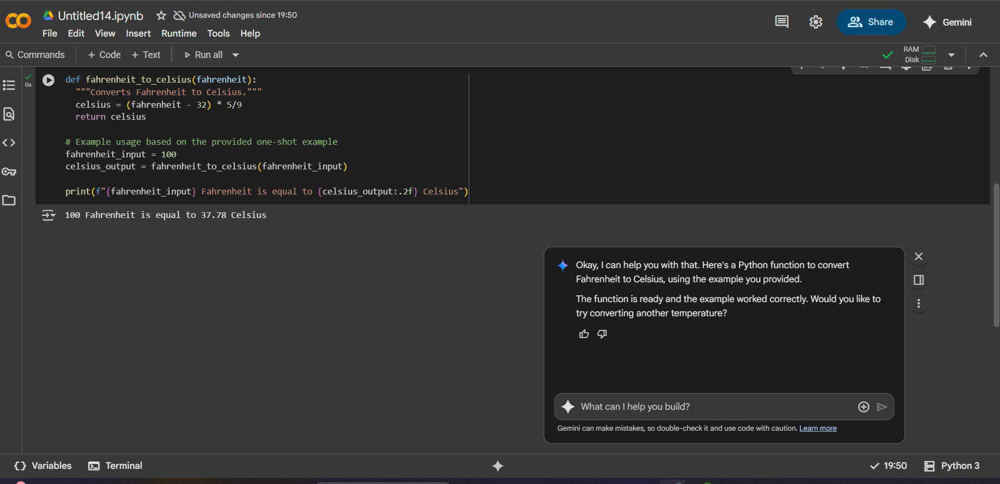 Untitled14.ipynb
Unsaved changes since 19:50
File Edit View Insert Runtime Tools Help
Share
Gemini
Commands
+ Code + Text
Run all
RAM
Disk
0s
def fahrenheit_to_celsius(fahrenheit):
"""Converts Fahrenheit to Celsius."""
celsius = (fahrenheit - 32) * 5/9
return celsius
# Example usage based on the provided one-shot example
fahrenheit_input = 100
celsius_output = fahrenheit_to_celsius(fahrenheit_input)
print(f"{fahrenheit_input} Fahrenheit is equal to {celsius_output:.2f} Celsius")
100 Fahrenheit is equal to 37.78 Celsius
Okay, I can help you with that. Here's a Python function to convert
Fahrenheit to Celsius, using the example you provided.
The function is ready and the example worked correctly. Would you like to
try converting another temperature?
What can I help you build?
Gemini can make mistakes, so double-check it and use code with caution. Learn more
Variables
Terminal
19:50
Python 3